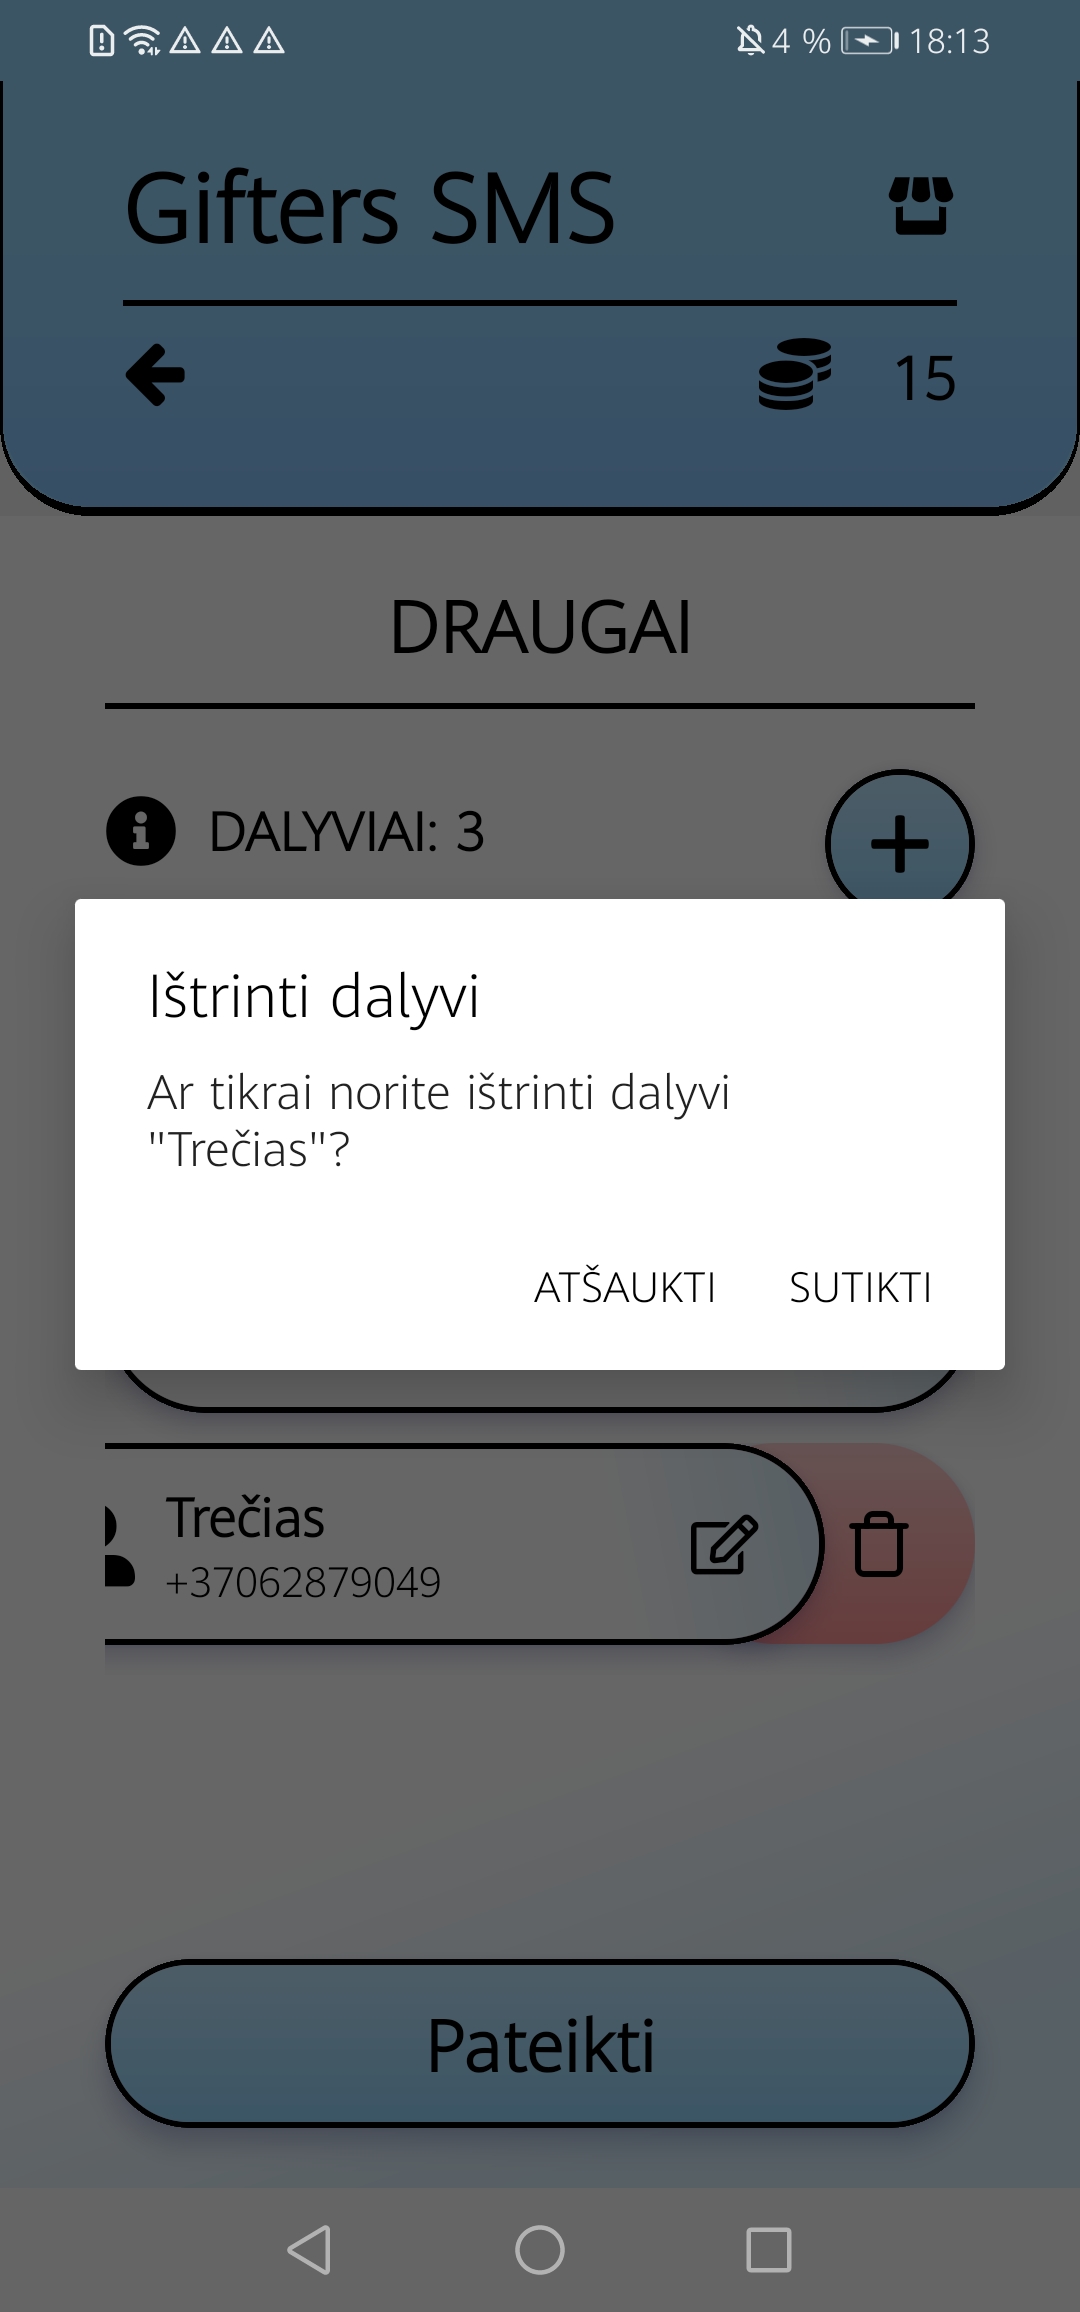 4 % 18:13
Gifters SMS
15
DRAUGAI
DALYVIAI: 3
Ištrinti dalyvi
Ar tikrai norite ištrinti dalyvi
"Trečias"?
ATŠAUKTI SUTIKTI
Trečias
+37062879049
Pateikti